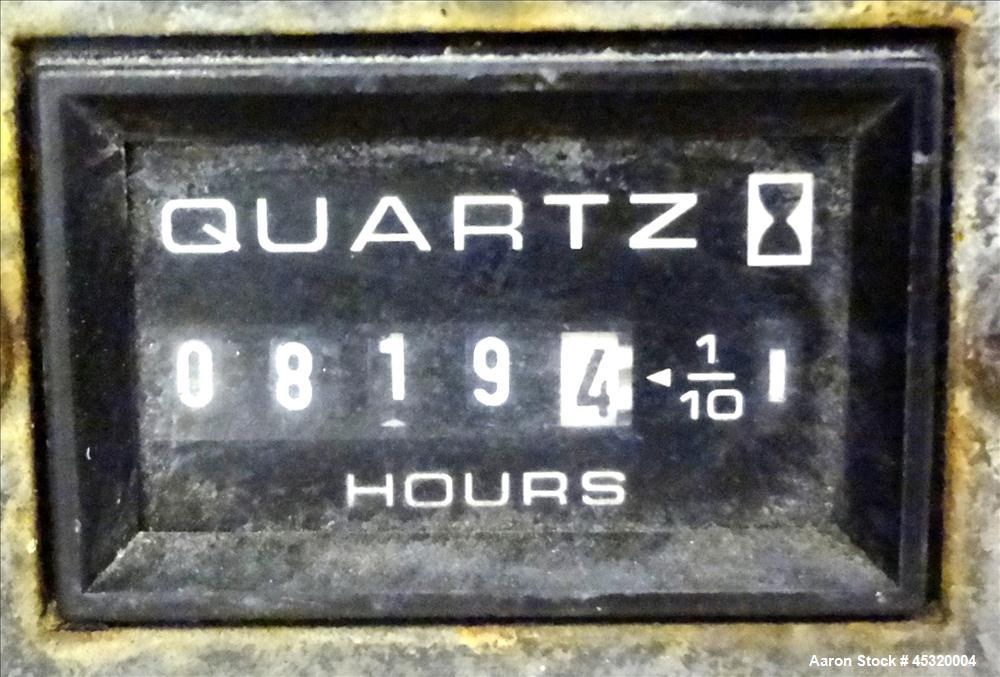 QUARTZ
0 8 1 9 4 ◄ 1/10
HOURS
Aaron Stock # 45320004